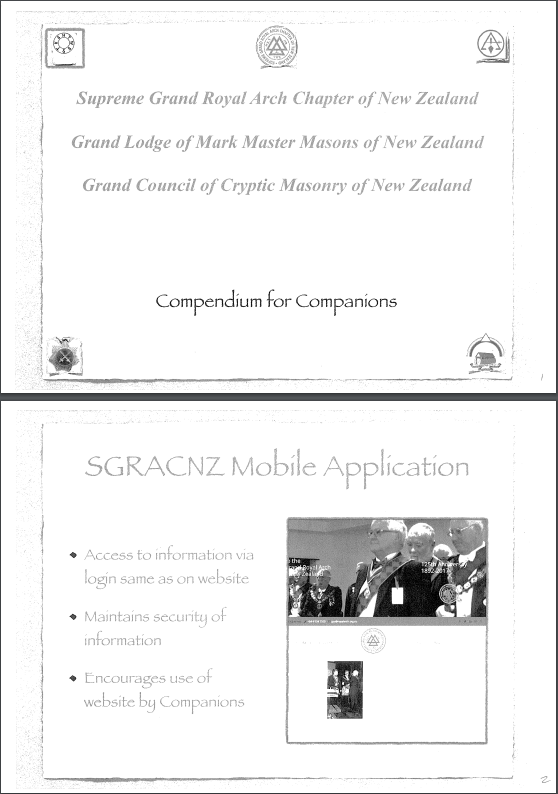 Supreme Grand Royal Arch Chapter of New Zealand
Grand Lodge of Mark Master Masons of New Zealand
Grand Council of Cryptic Masonry of New Zealand
Compendium for Companions
1
SGRACNZ Mobile Application
Access to information via
login same as on website
Maintains security of
information
Encourages use of
website by Companions
the
Royal Arch
Zealand
125th Anniversary
1892-2017
2